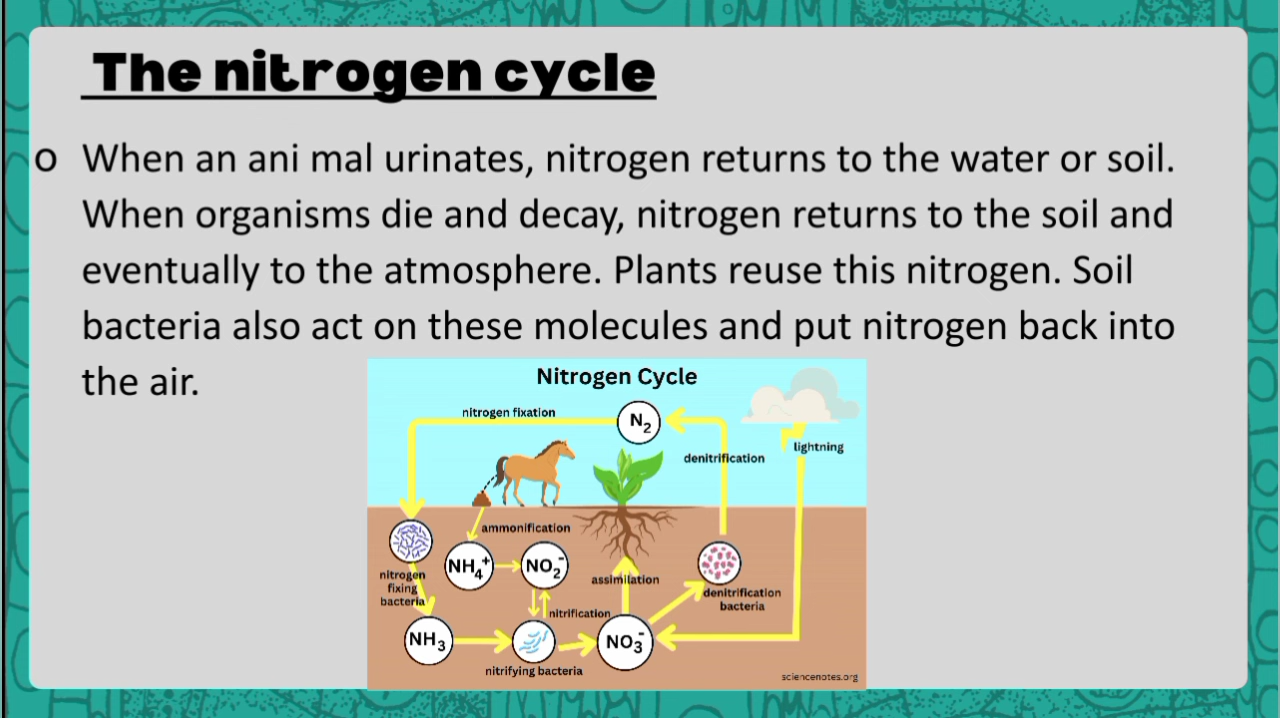 The nitrogen cycle
o When an ani mal urinates, nitrogen returns to the water or soil.
When organisms die and decay, nitrogen returns to the soil and
eventually to the atmosphere. Plants reuse this nitrogen. Soil
bacteria also act on these molecules and put nitrogen back into
the air.
Nitrogen Cycle
nitrogen fixation
N₂
lightning
denitrification
ammonification
NH₄⁺
NO₂⁻
nitrogen
fixing
bacteria
assimilation
denitrification
bacteria
nitrification
NH₃
NO₃⁻
nitrifying bacteria
sciencenotes.org